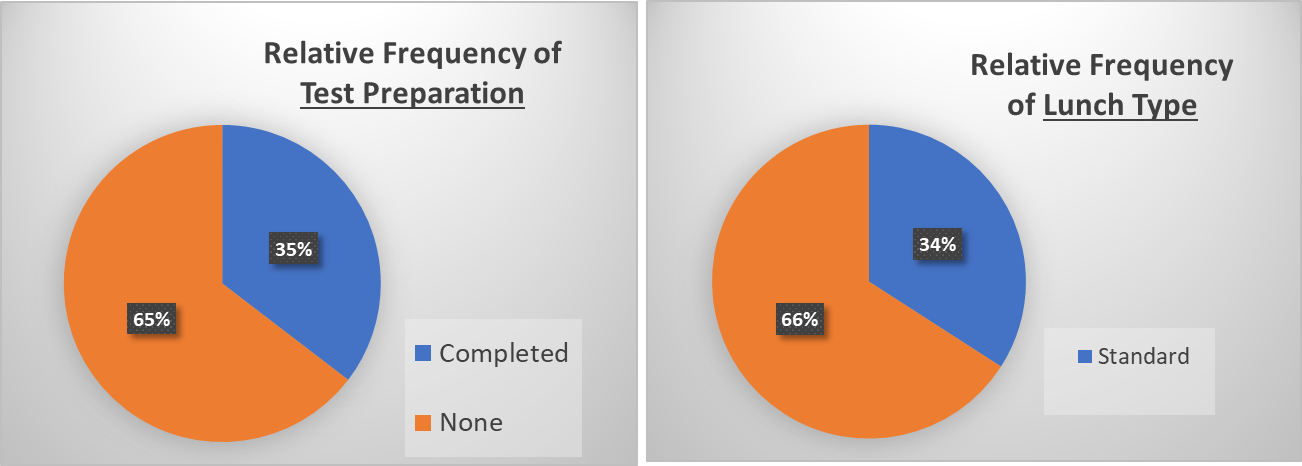 Relative Frequency of
Test Preparation
35%
65%
Completed
None
Relative Frequency
of Lunch Type
34%
66%
Standard